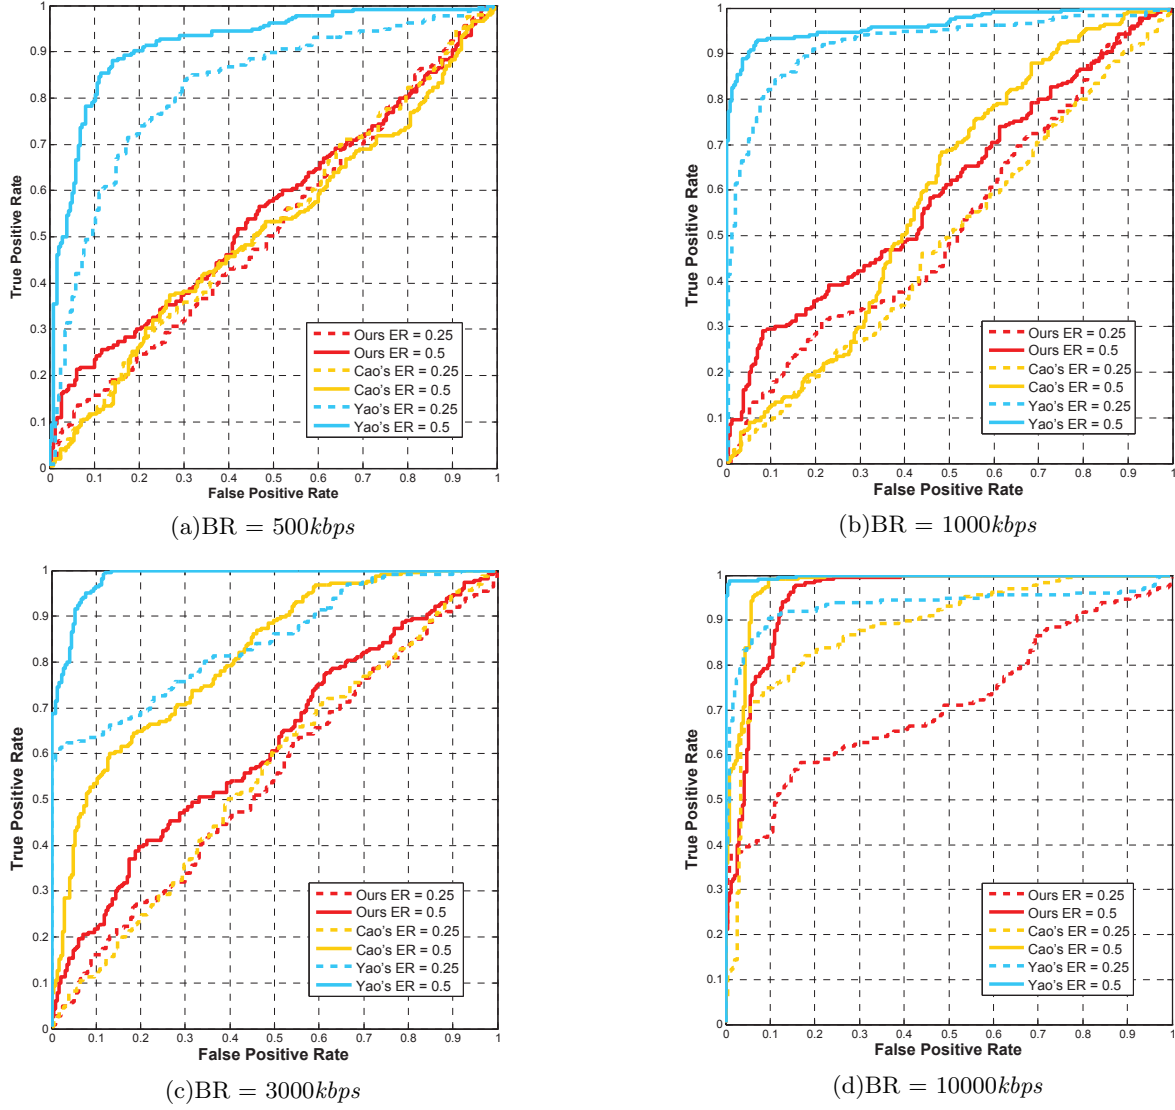 1
0.9
0.8
0.7
0.6
0.5
0.4
0.3
0.2
0.1
0
True Positive Rate
Ours ER = 0.25
Ours ER = 0.5
Cao's ER = 0.25
Cao's ER = 0.5
Yao's ER = 0.25
Yao's ER = 0.5
0 0.1 0.2 0.3 0.4 0.5 0.6 0.7 0.8 0.9 1
False Positive Rate
(a)BR = 500kbps
1
0.9
0.8
0.7
0.6
0.5
0.4
0.3
0.2
0.1
0
True Positive Rate
Ours ER = 0.25
Ours ER = 0.5
Cao's ER = 0.25
Cao's ER = 0.5
Yao's ER = 0.25
Yao's ER = 0.5
0 0.1 0.2 0.3 0.4 0.5 0.6 0.7 0.8 0.9 1
False Positive Rate
(b)BR = 1000kbps
1
0.9
0.8
0.7
0.6
0.5
0.4
0.3
0.2
0.1
0
True Positive Rate
Ours ER = 0.25
Ours ER = 0.5
Cao's ER = 0.25
Cao's ER = 0.5
Yao's ER = 0.25
Yao's ER = 0.5
0 0.1 0.2 0.3 0.4 0.5 0.6 0.7 0.8 0.9 1
False Positive Rate
(c)BR = 3000kbps
1
0.9
0.8
0.7
0.6
0.5
0.4
0.3
0.2
0.1
0
True Positive Rate
Ours ER = 0.25
Ours ER = 0.5
Cao's ER = 0.25
Cao's ER = 0.5
Yao's ER = 0.25
Yao's ER = 0.5
0 0.1 0.2 0.3 0.4 0.5 0.6 0.7 0.8 0.9 1
False Positive Rate
(d)BR = 10000kbps